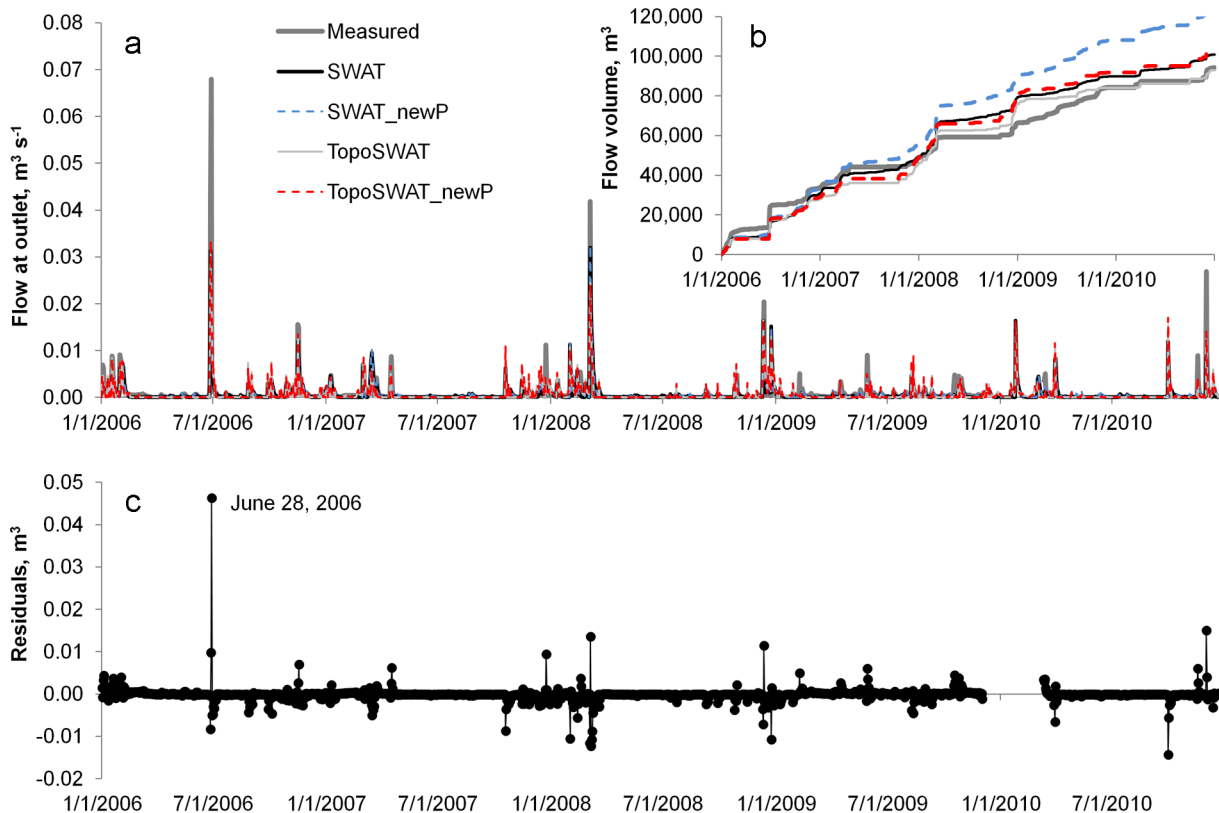 a
Flow at outlet, m³ s⁻¹
0.08
0.07
0.06
0.05
0.04
0.03
0.02
0.01
0.00
Measured
SWAT
SWAT_newP
TopoSWAT
TopoSWAT_newP
1/1/2006 7/1/2006 1/1/2007 7/1/2007 1/1/2008 7/1/2008 1/1/2009 7/1/2009 1/1/2010 7/1/2010
b
Flow volume, m³
120,000
100,000
80,000
60,000
40,000
20,000
0
1/1/2006 1/1/2007 1/1/2008 1/1/2009 1/1/2010
c
June 28, 2006
Residuals, m³
0.05
0.04
0.03
0.02
0.01
0.00
-0.01
-0.02
1/1/2006 7/1/2006 1/1/2007 7/1/2007 1/1/2008 7/1/2008 1/1/2009 7/1/2009 1/1/2010 7/1/2010